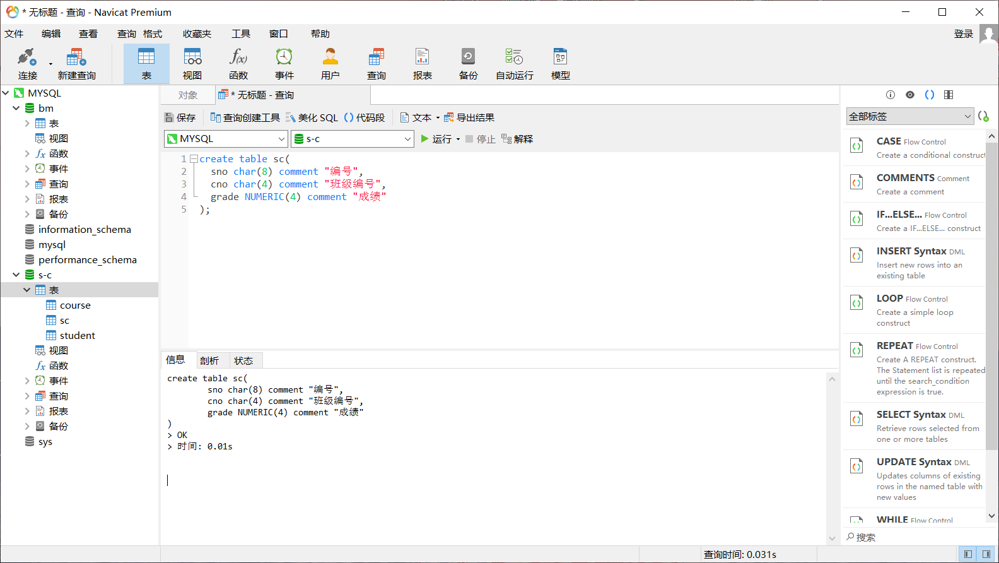 * 无标题 - 查询 - Navicat Premium
文件 编辑 查看 查询 格式 收藏夹 工具 窗口 帮助 登录
连接 新建查询 表 视图 函数 事件 用户 查询 报表 备份 自动运行 模型
MYSQL
bm
表
视图
函数
事件
查询
报表
备份
information_schema
mysql
performance_schema
s-c
表
course
sc
student
视图
函数
事件
查询
报表
备份
sys
对象 * 无标题 - 查询
保存 查询创建工具 美化 SQL 代码段 文本 导出结果
MYSQL s-c 运行 停止 解释
1 create table sc(
2 sno char(8) comment "编号",
3 cno char(4) comment "班级编号",
4 grade NUMERIC(4) comment "成绩"
5 );
信息 剖析 状态
create table sc(
sno char(8) comment "编号",
cno char(4) comment "班级编号",
grade NUMERIC(4) comment "成绩"
)
> OK
> 时间: 0.01s
全部标签
CASE Flow Control
Create a conditional construct
COMMENTS Comment
Create a comment
IF...ELSE... Flow Control
Create a IF...ELSE... construct
INSERT Syntax DML
Insert new rows into an
existing table
LOOP Flow Control
Create a simple loop
construct
REPEAT Flow Control
Create A REPEAT construct.
The Statement list is repeated
until the search_condition
expression is true.
SELECT Syntax DML
Retrieve rows selected from
one or more tables
UPDATE Syntax DML
Updates columns of existing
rows in the named table with
new values
WHILE Flow Control
搜索
查询时间: 0.031s